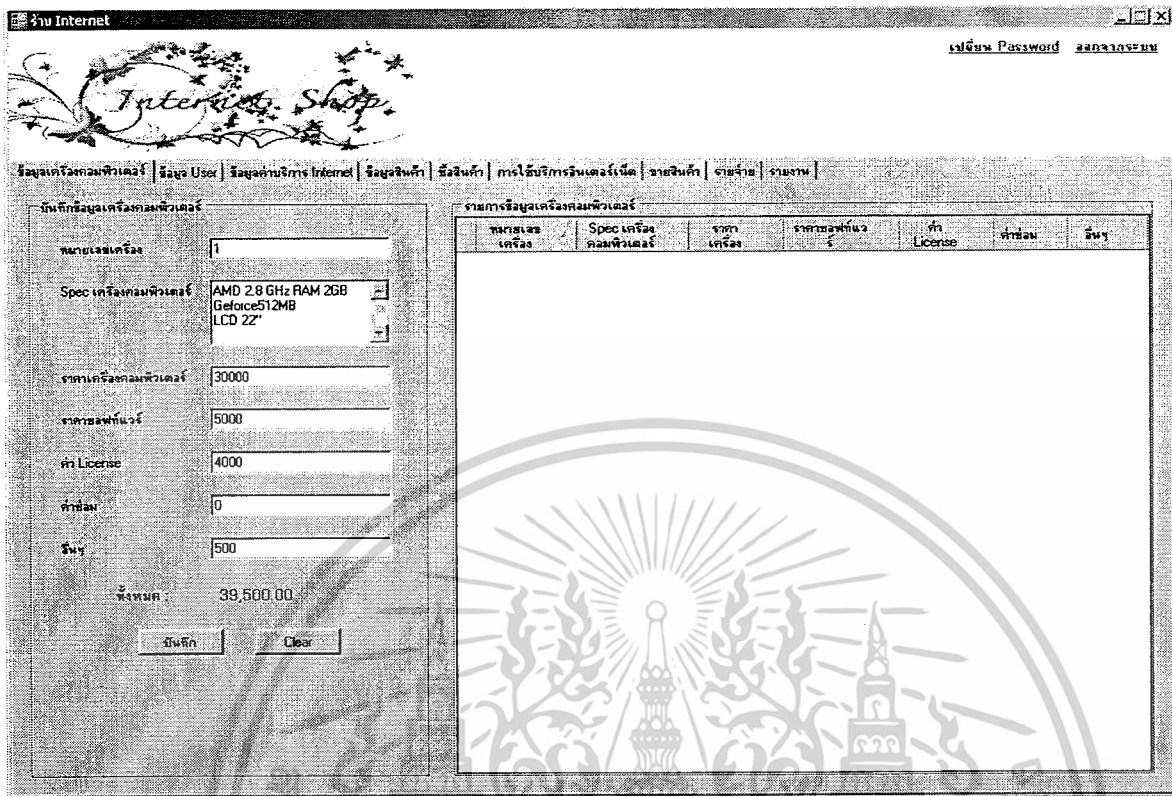 ร้าน Internet
เปลี่ยน Password ออกจากระบบ
Internet Shop
ข้อมูลเครื่องคอมพิวเตอร์ ข้อมูล User ข้อมูลค่าบริการ Internet ข้อมูลสินค้า ซื้อสินค้า การใช้บริการอินเตอร์เน็ต ขายสินค้า รายจ่าย รายงาน
บันทึกข้อมูลเครื่องคอมพิวเตอร์
หมายเลขเครื่อง 1
Spec เครื่องคอมพิวเตอร์ AMD 2.8 GHz RAM 2GB
Geforce512MB
LCD 22"
ราคาเครื่องคอมพิวเตอร์ 30000
ราคาซอฟท์แวร์ 5000
ค่า License 4000
ค่าซ่อม 0
อื่นๆ 500
ทั้งหมด : 39,500.00
บันทึก Clear
รายการข้อมูลเครื่องคอมพิวเตอร์
หมายเลข Spec เครื่อง ราคา ราคาซอฟท์แว ค่า ค่าซ่อม อื่นๆ
เครื่อง คอมพิวเตอร์ เครื่อง ร์ License